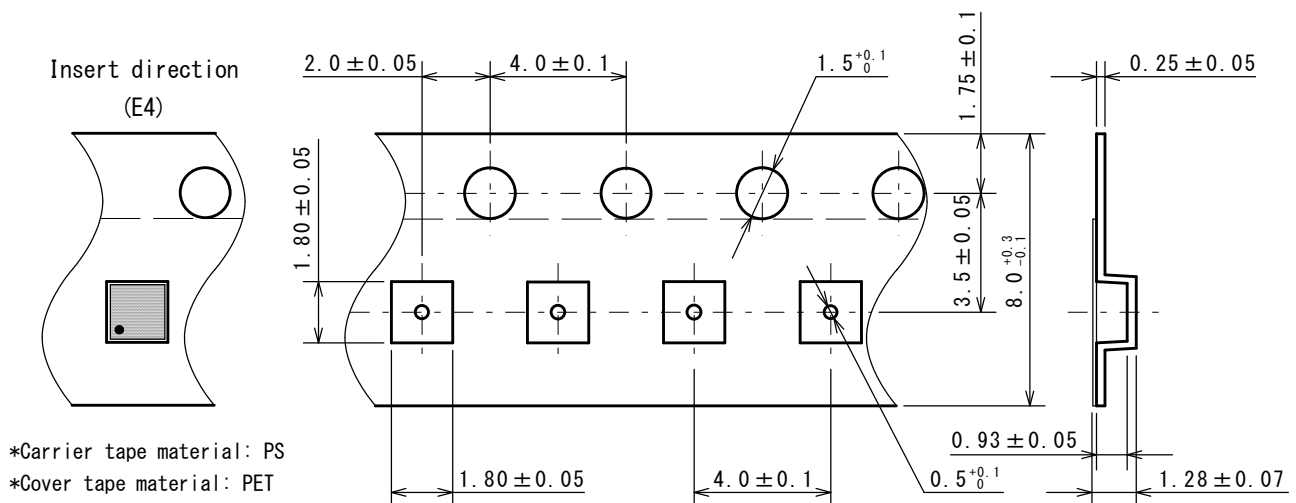 Insert direction
(E4)
2.0±0.05
4.0±0.1
1.5 +0.1 0
1.75±0.1
0.25±0.05
1.80±0.05
3.5±0.05
8.0 +0.3 -0.1
0.93±0.05
*Carrier tape material: PS
*Cover tape material: PET
1.80±0.05
4.0±0.1
0.5 +0.1 0
1.28±0.07